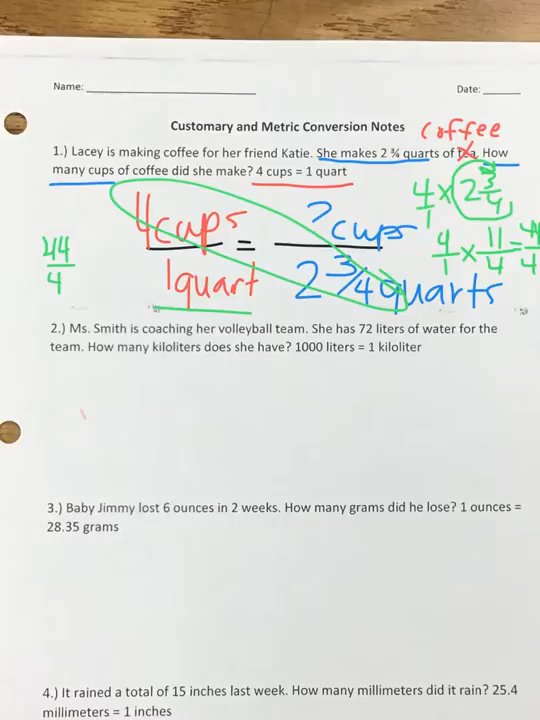 Name: Date:
Customary and Metric Conversion Notes
coffee
1.) Lacey is making coffee for her friend Katie. She makes 2 ¾ quarts of tea. How
many cups of coffee did she make? 4 cups = 1 quart
4/1 × 2 3/4
4 cups / 1 quart = ? cups / 2 3/4 quarts
4/1 × 11/4 = 44/4
44/4
2.) Ms. Smith is coaching her volleyball team. She has 72 liters of water for the
team. How many kiloliters does she have? 1000 liters = 1 kiloliter
3.) Baby Jimmy lost 6 ounces in 2 weeks. How many grams did he lose? 1 ounces =
28.35 grams
4.) It rained a total of 15 inches last week. How many millimeters did it rain? 25.4
millimeters = 1 inches